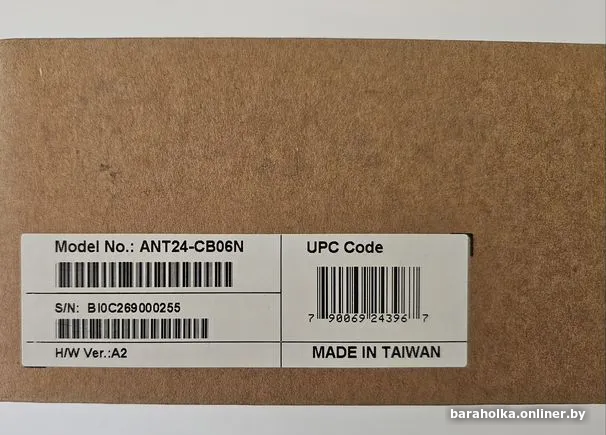 Model No.: ANT24-CB06N
S/N: BI0C269000255
H/W Ver.:A2
UPC Code
7 90069 24396 7
MADE IN TAIWAN
baraholka.onliner.by